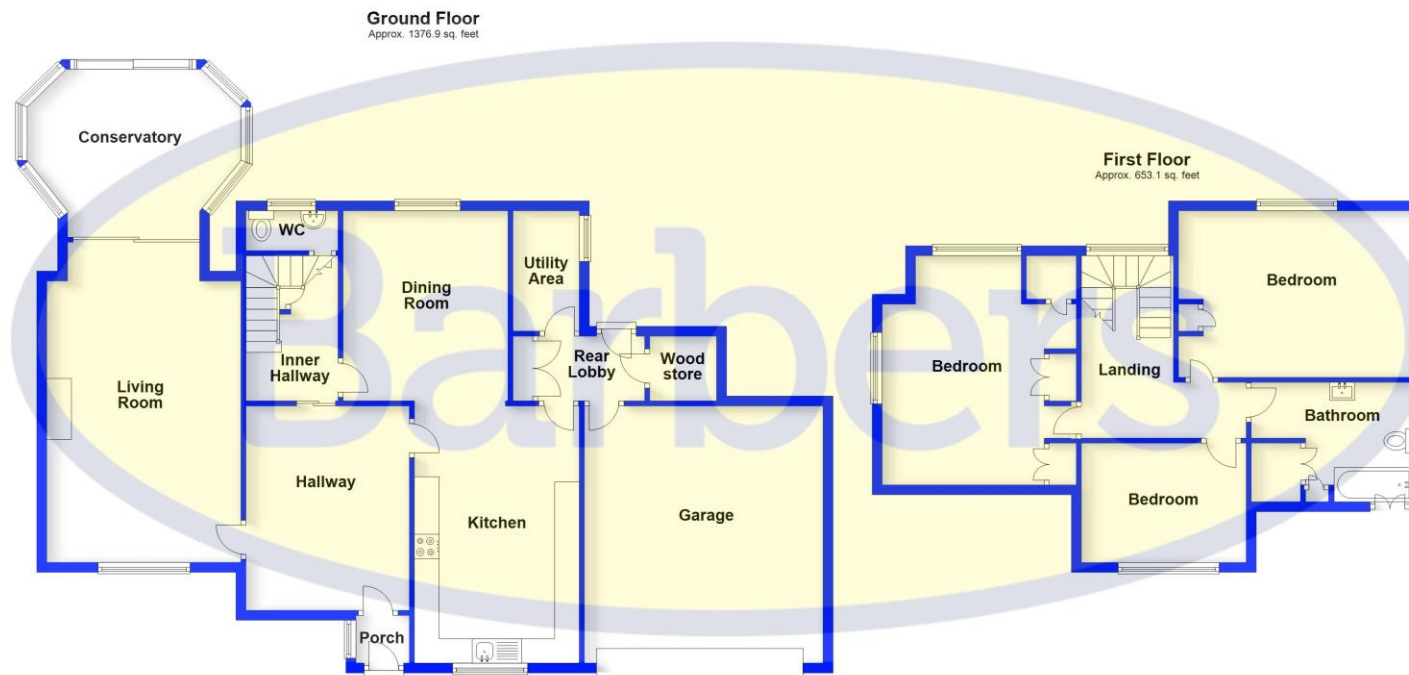 Ground Floor
Approx. 1376.9 sq. feet
Conservatory
WC
Utility
Area
Dining
Room
Inner
Hallway
Rear
Lobby
Wood
store
Living
Room
Hallway
Kitchen
Garage
Porch
First Floor
Approx. 653.1 sq. feet
Bedroom
Bedroom
Landing
Bathroom
Bedroom
Barbers